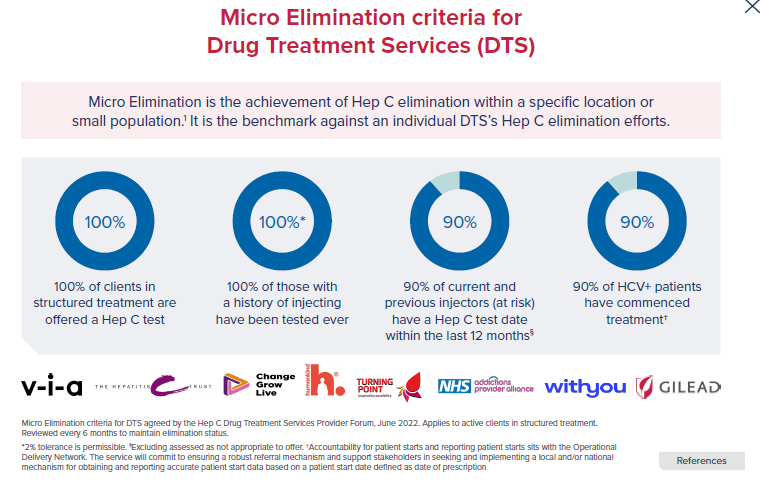 Micro Elimination criteria for
Drug Treatment Services (DTS)
Micro Elimination is the achievement of Hep C elimination within a specific location or
small population.¹ It is the benchmark against an individual DTS's Hep C elimination efforts.
100%
100%*
90%
90%
100% of clients in
structured treatment are
offered a Hep C test
100% of those with
a history of injecting
have been tested ever
90% of current and
previous injectors (at risk)
have a Hep C test date
within the last 12 months§
90% of HCV+ patients
have commenced
treatment†
v-i-a
THE HEPATITIS C TRUST
Change
Grow
Live
humankind
h.®
TURNING
POINT
inspired by possibility
NHS addictions
provider alliance
withyou
GILEAD
Micro Elimination criteria for DTS agreed by the Hep C Drug Treatment Services Provider Forum, June 2022. Applies to active clients in structured treatment.
Reviewed every 6 months to maintain elimination status.
*2% tolerance is permissible. §Excluding assessed as not appropriate to offer. †Accountability for patient starts and reporting patient starts sits with the Operational
Delivery Network. The service will commit to ensuring a robust referral mechanism and support stakeholders in seeking and implementing a local and/or national
mechanism for obtaining and reporting accurate patient start data based on a patient start date defined as date of prescription
References